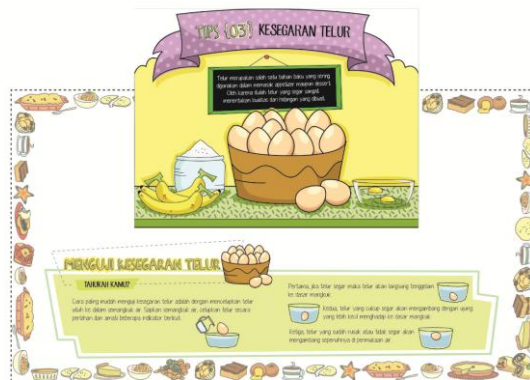 TIPS (03) KESEGARAN TELUR
Telur merupakan salah satu bahan baku yang sering
digunakan dalam memasak appetizer maupun dessert.
Oleh karena itulah telur yang segar sangat
menentukan kualitas dari hidangan yang dibuat.
MENGUJI KESEGARAN TELUR
TAHUKAH KAMU?
Cara paling mudah menguji kesegaran telur adalah dengan mencelupkan telur
utuh ke dalam semangkuk air. Siapkan semangkuk air, celupkan telur secara
perlahan dan amati beberapa indikator berikut.
Pertama, jika telur segar maka telur akan langsung tenggelam
ke dasar mangkuk.
Kedua, telur yang cukup segar akan mengambang dengan ujung
yang lebih kecil menghadap ke dasar mangkuk.
Ketiga, telur yang sudah rusak atau tidak segar akan
mengambang sepenuhnya di permukaan air.